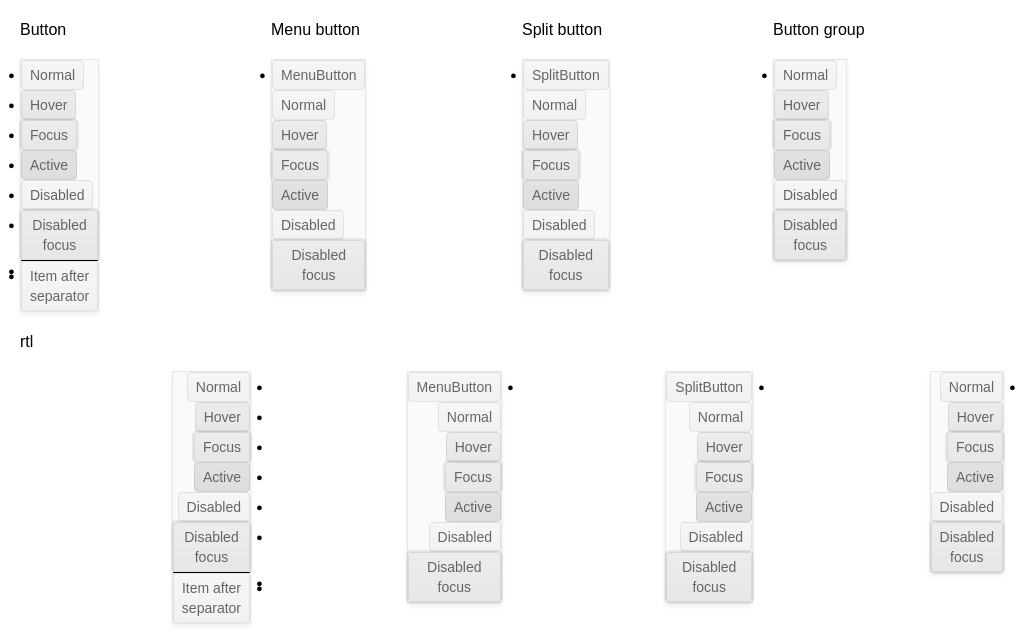 Button
Menu button
Split button
Button group
Normal
Hover
Focus
Active
Disabled
Disabled
focus
Item after
separator
MenuButton
Normal
Hover
Focus
Active
Disabled
Disabled
focus
SplitButton
Normal
Hover
Focus
Active
Disabled
Disabled
focus
Normal
Hover
Focus
Active
Disabled
Disabled
focus
rtl
Normal
Hover
Focus
Active
Disabled
Disabled
focus
Item after
separator
MenuButton
Normal
Hover
Focus
Active
Disabled
Disabled
focus
SplitButton
Normal
Hover
Focus
Active
Disabled
Disabled
focus
Normal
Hover
Focus
Active
Disabled
Disabled
focus